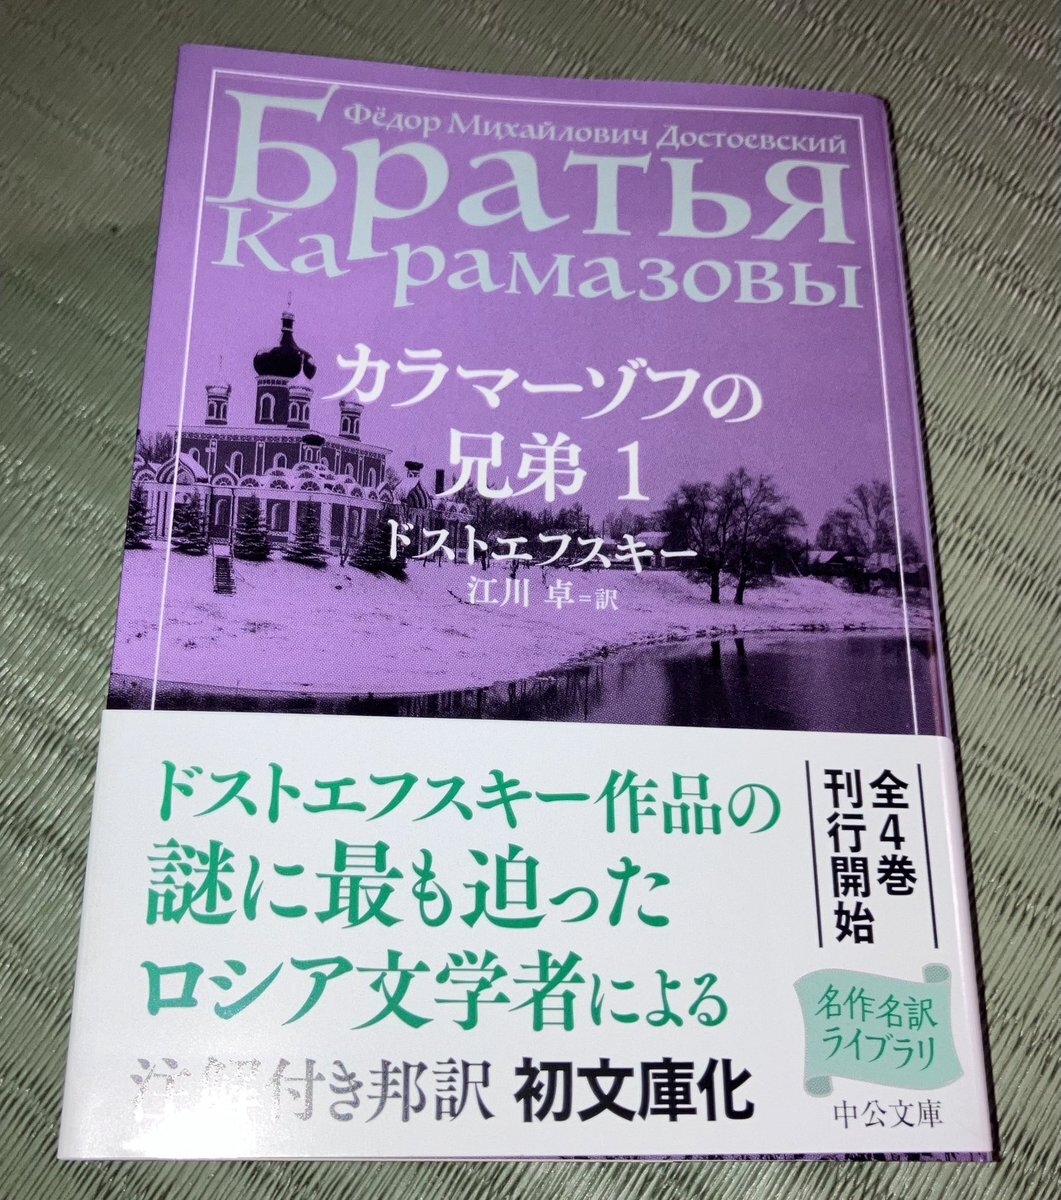 Фёдор Михайлович Достоевский
Братья
Карамазовы
カラマーゾフの
兄弟 1
ドストエフスキー
江川 卓=訳
ドストエフスキー作品の
謎に最も迫った
ロシア文学者による
注解付き邦訳 初文庫化
全4巻
刊行開始
名作名訳
ライブラリ
中公文庫